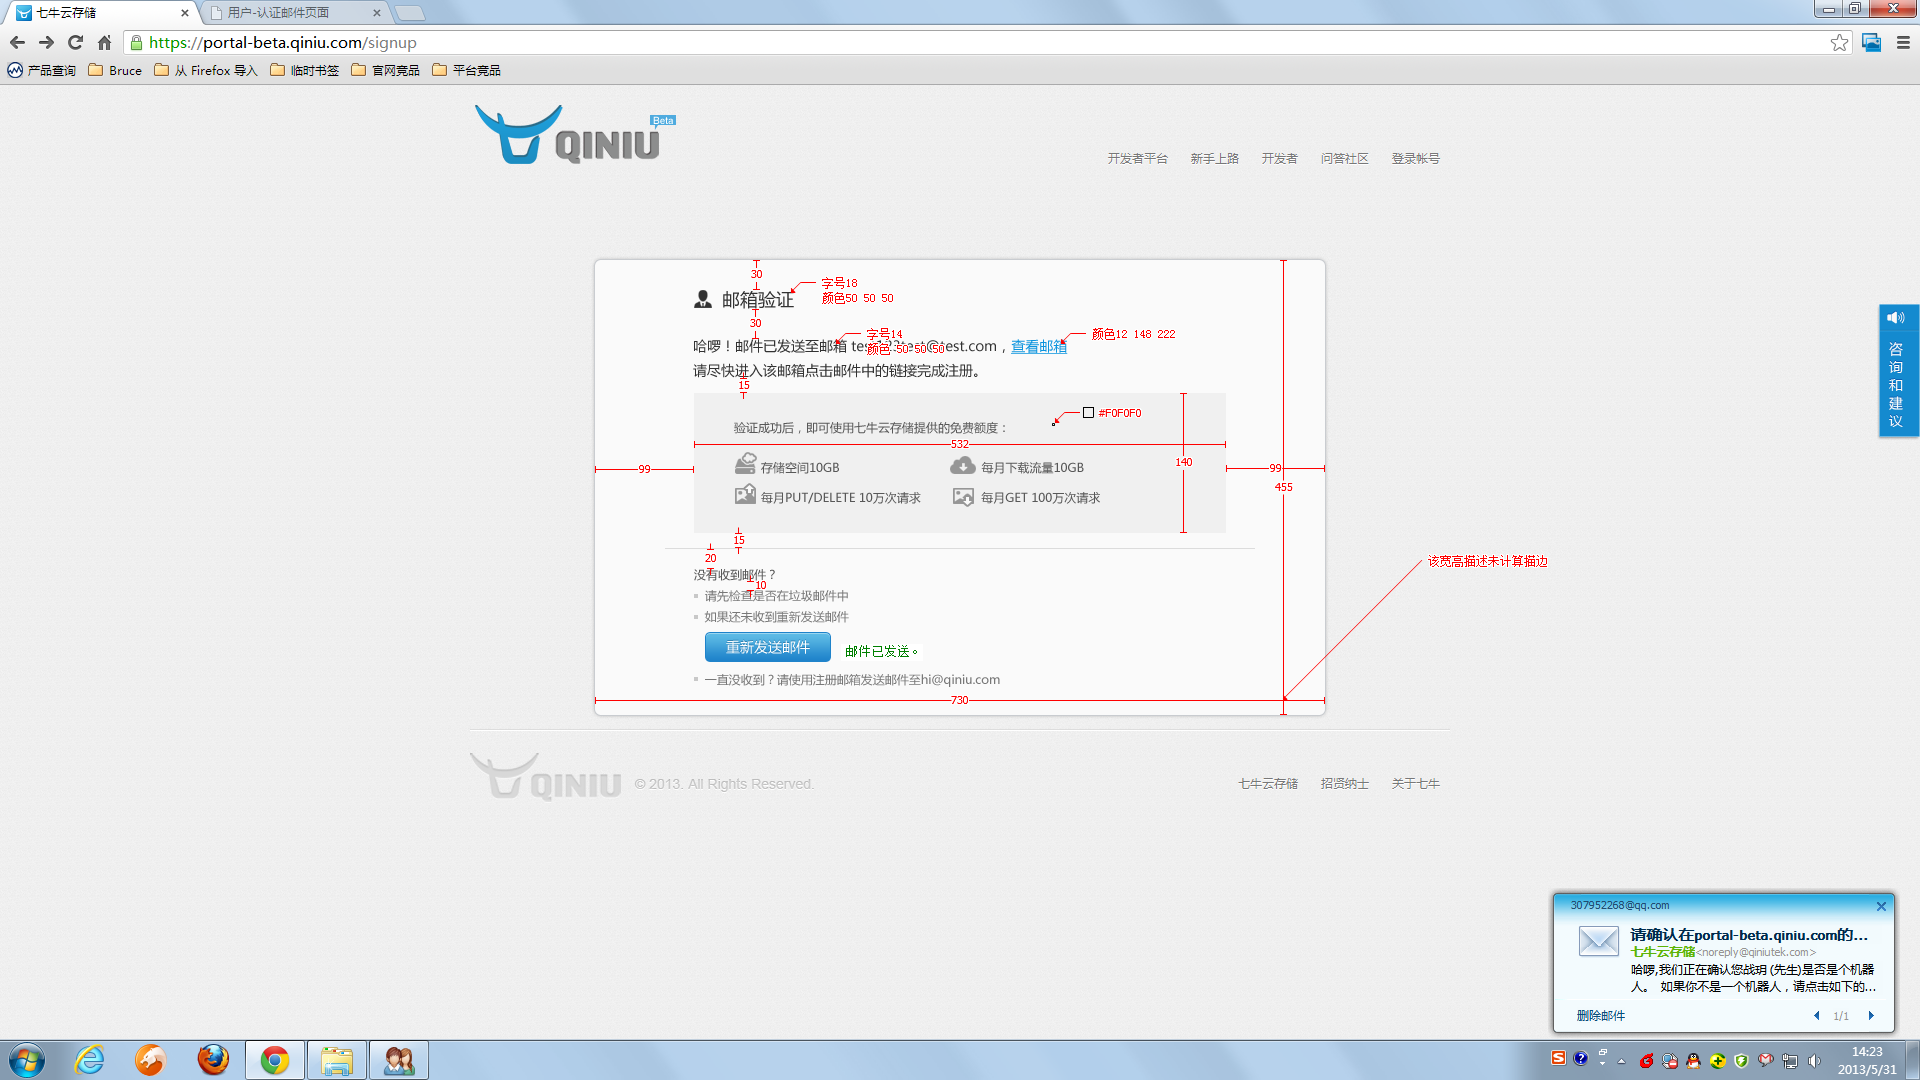 七牛云存储
用户-认证邮件页面
https://portal-beta.qiniu.com/signup
产品查询
Bruce
从 Firefox 导入
临时书签
官网竞品
平台竞品
QINIU
Beta
开发者平台
新手上路
开发者
问答社区
登录帐号
30
字号18
颜色50 50 50
邮箱验证
30
字号14
颜色 50 50 50
颜色12 148 222
哈啰！邮件已发送至邮箱 test123test@test.com，查看邮箱
请尽快进入该邮箱点击邮件中的链接完成注册。
15
#F0F0F0
验证成功后，即可使用七牛云存储提供的免费额度：
532
140
99
99
455
存储空间10GB
每月下载流量10GB
每月PUT/DELETE 10万次请求
每月GET 100万次请求
15
20
没有收到邮件？
10
请先检查是否在垃圾邮件中
如果还未收到重新发送邮件
重新发送邮件
邮件已发送。
一直没收到？请使用注册邮箱发送邮件至hi@qiniu.com
730
该宽高描述未计算描边
咨询和建议
QINIU
© 2013. All Rights Reserved.
七牛云存储
招贤纳士
关于七牛
307952268@qq.com
请确认在portal-beta.qiniu.com的...
七牛云存储<noreply@qiniutek.com>
哈啰,我们正在确认您战玥 (先生)是否是个机器
人。 如果你不是一个机器人，请点击如下的...
删除邮件
1/1
14:23
2013/5/31